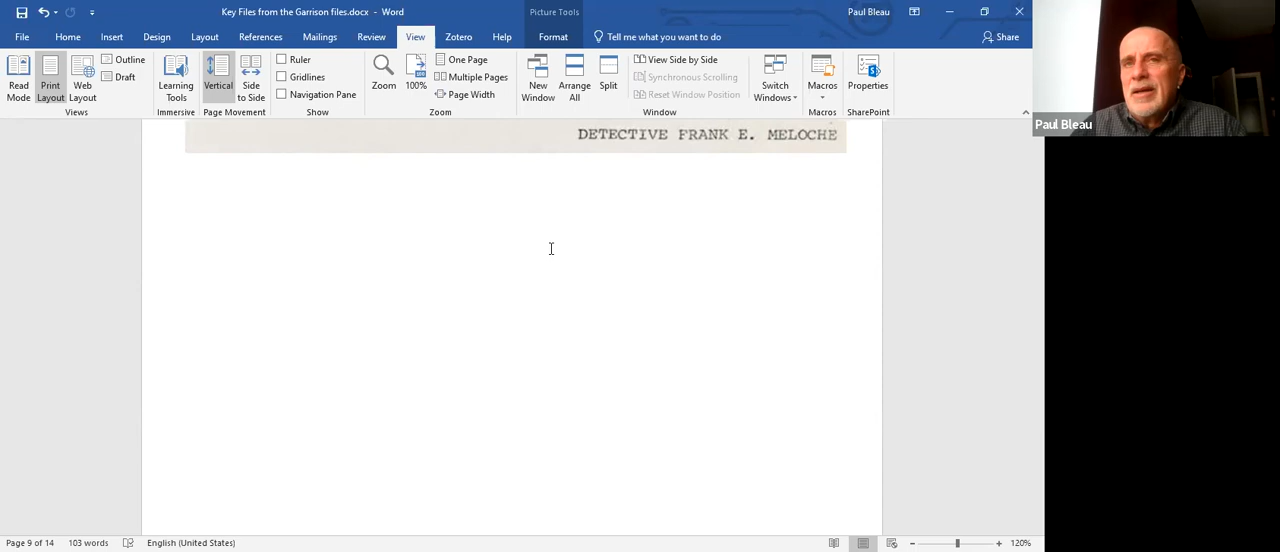 Key Files from the Garrison files.docx - Word
Picture Tools
Paul Bleau
File Home Insert Design Layout References Mailings Review View Zotero Help Format Tell me what you want to do Share
Read Mode
Print Layout
Web Layout
Outline
Draft
Views
Learning Tools
Immersive
Vertical
Side to Side
Page Movement
Ruler
Gridlines
Navigation Pane
Show
Zoom
100
100%
One Page
Multiple Pages
Page Width
Zoom
New Window
Arrange All
Split
View Side by Side
Synchronous Scrolling
Reset Window Position
Window
Switch Windows
Macros
Macros
Properties
SharePoint
Paul Bleau
DETECTIVE FRANK E. MELOCHE
Page 9 of 14 103 words English (United States) 120%